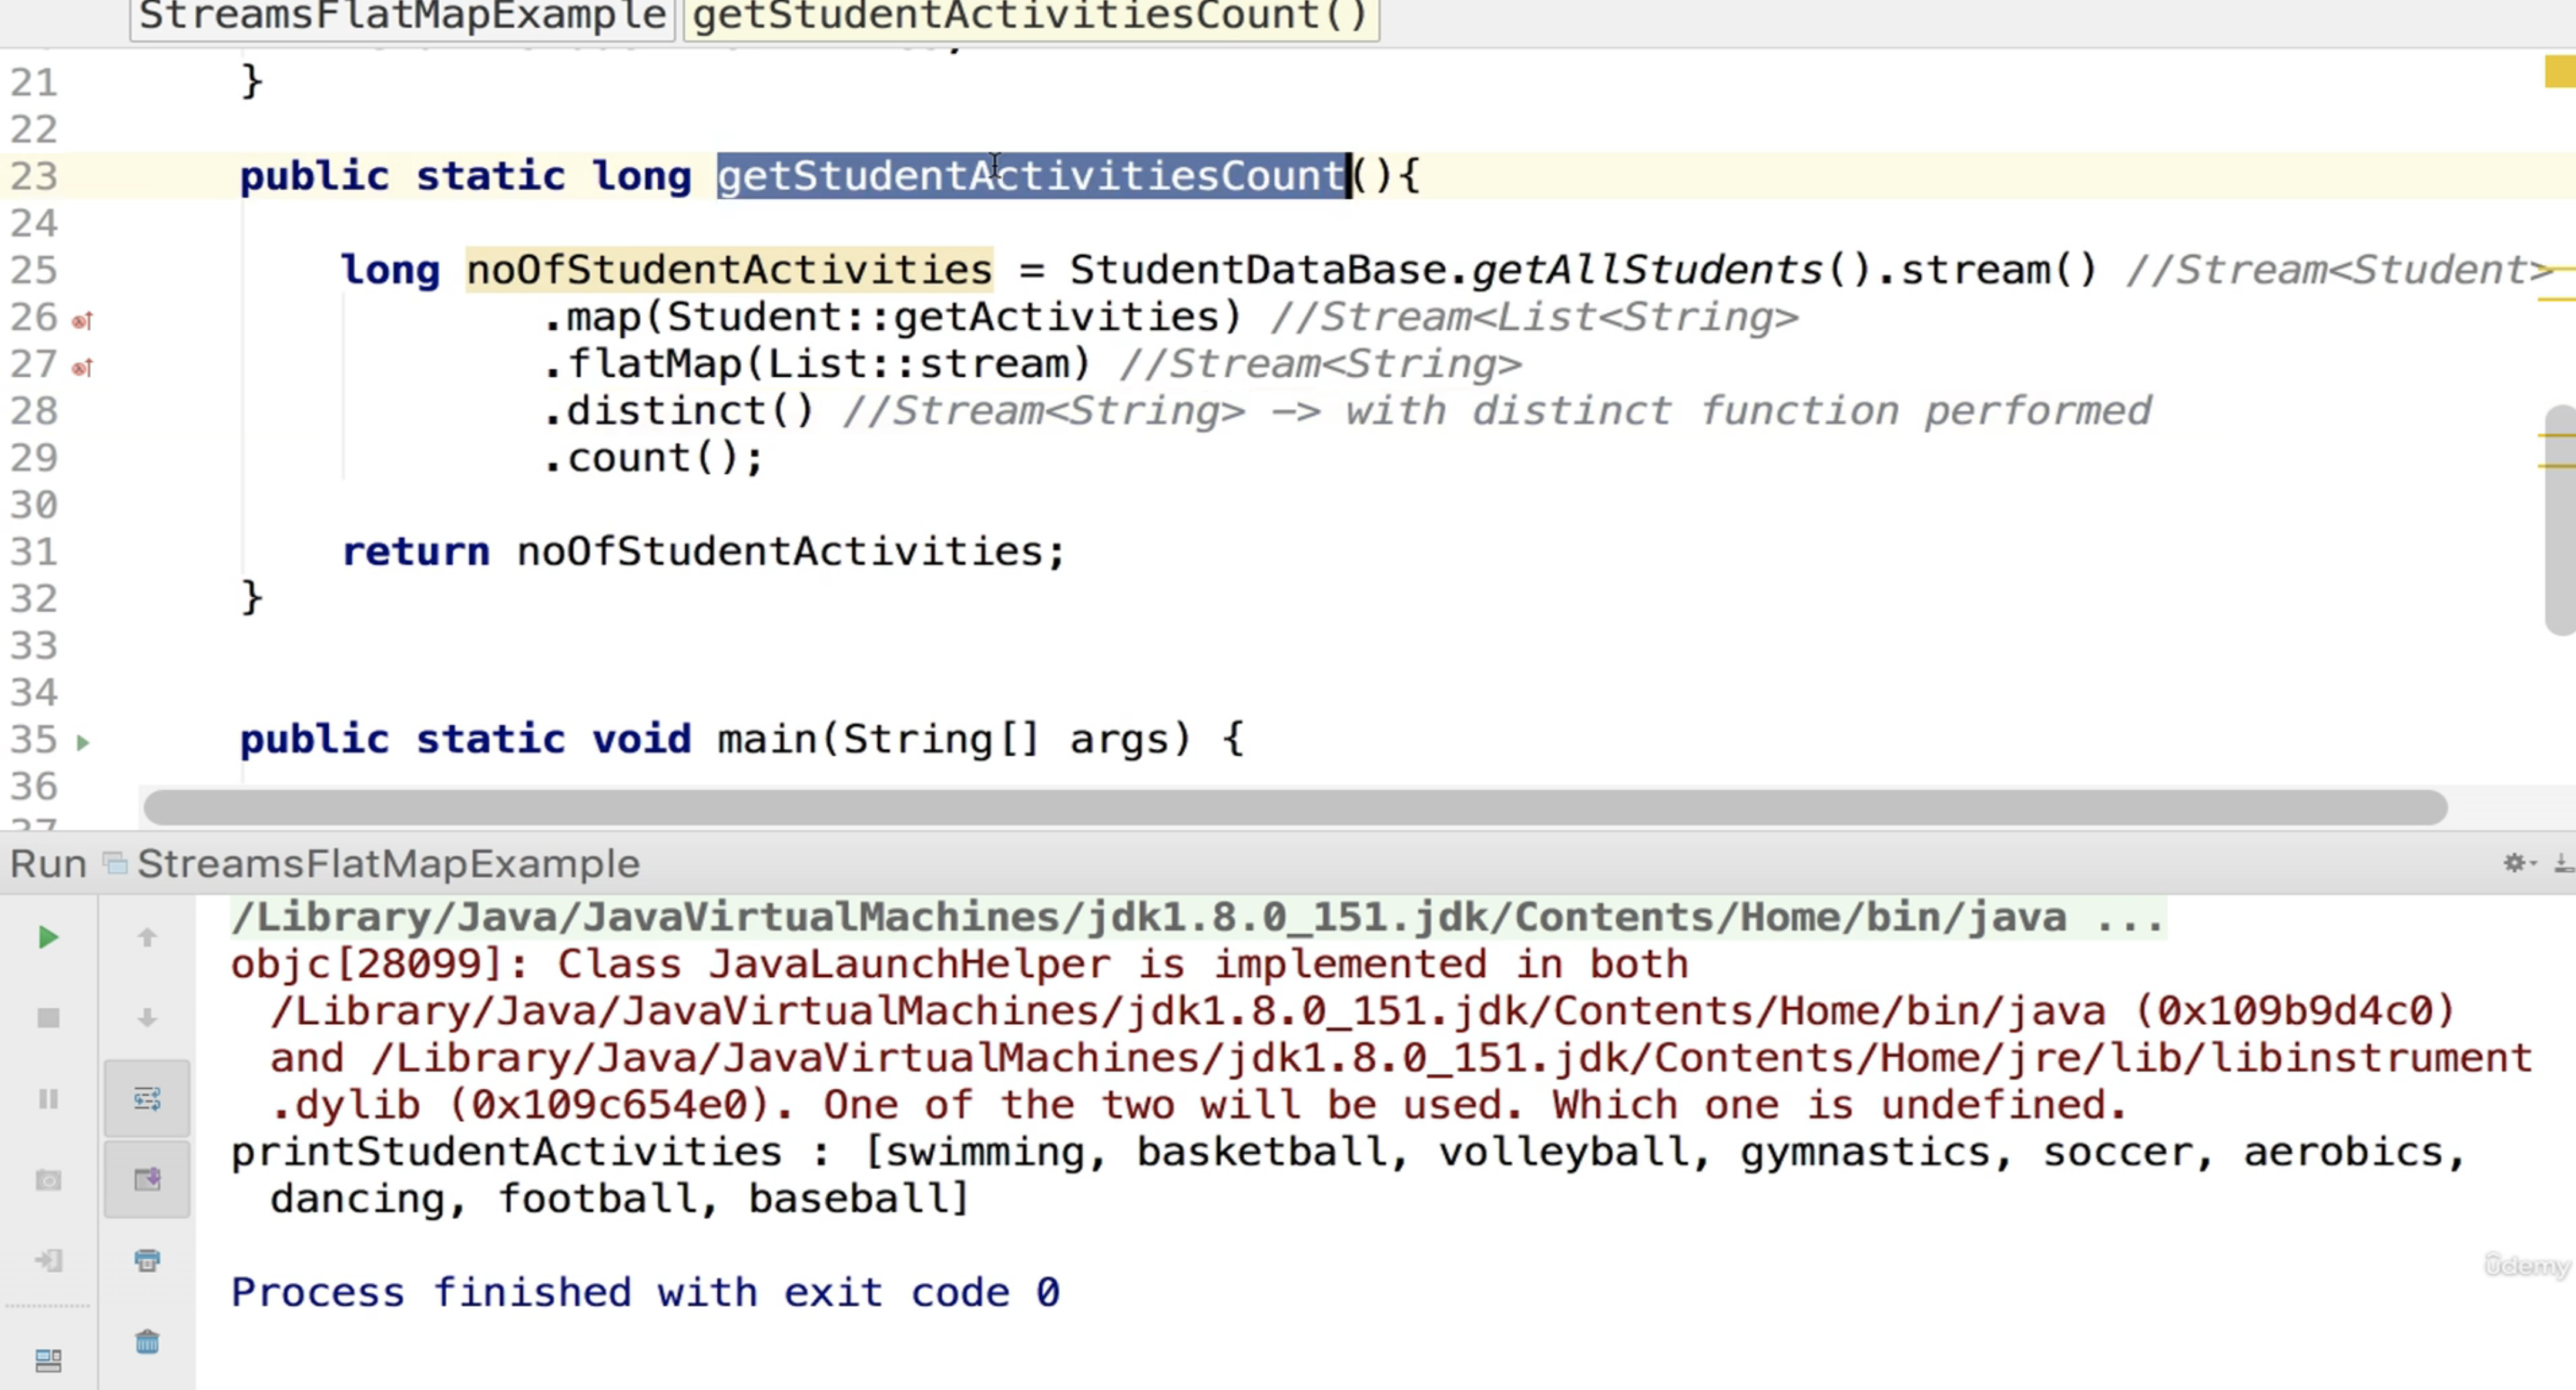 StreamsFlatMapExample getStudentActivitiesCount()
21 }
22
23 public static long getStudentActivitiesCount(){
24
25 long noOfStudentActivities = StudentDataBase.getAllStudents().stream() //Stream<Student>
26 .map(Student::getActivities) //Stream<List<String>
27 .flatMap(List::stream) //Stream<String>
28 .distinct() //Stream<String> -> with distinct function performed
29 .count();
30
31 return noOfStudentActivities;
32 }
33
34
35 public static void main(String[] args) {
36
37
Run StreamsFlatMapExample
/Library/Java/JavaVirtualMachines/jdk1.8.0_151.jdk/Contents/Home/bin/java ...
objc[28099]: Class JavaLaunchHelper is implemented in both
/Library/Java/JavaVirtualMachines/jdk1.8.0_151.jdk/Contents/Home/bin/java (0x109b9d4c0)
and /Library/Java/JavaVirtualMachines/jdk1.8.0_151.jdk/Contents/Home/jre/lib/libinstrument
.dylib (0x109c654e0). One of the two will be used. Which one is undefined.
printStudentActivities : [swimming, basketball, volleyball, gymnastics, soccer, aerobics,
dancing, football, baseball]
Process finished with exit code 0
ûdemy